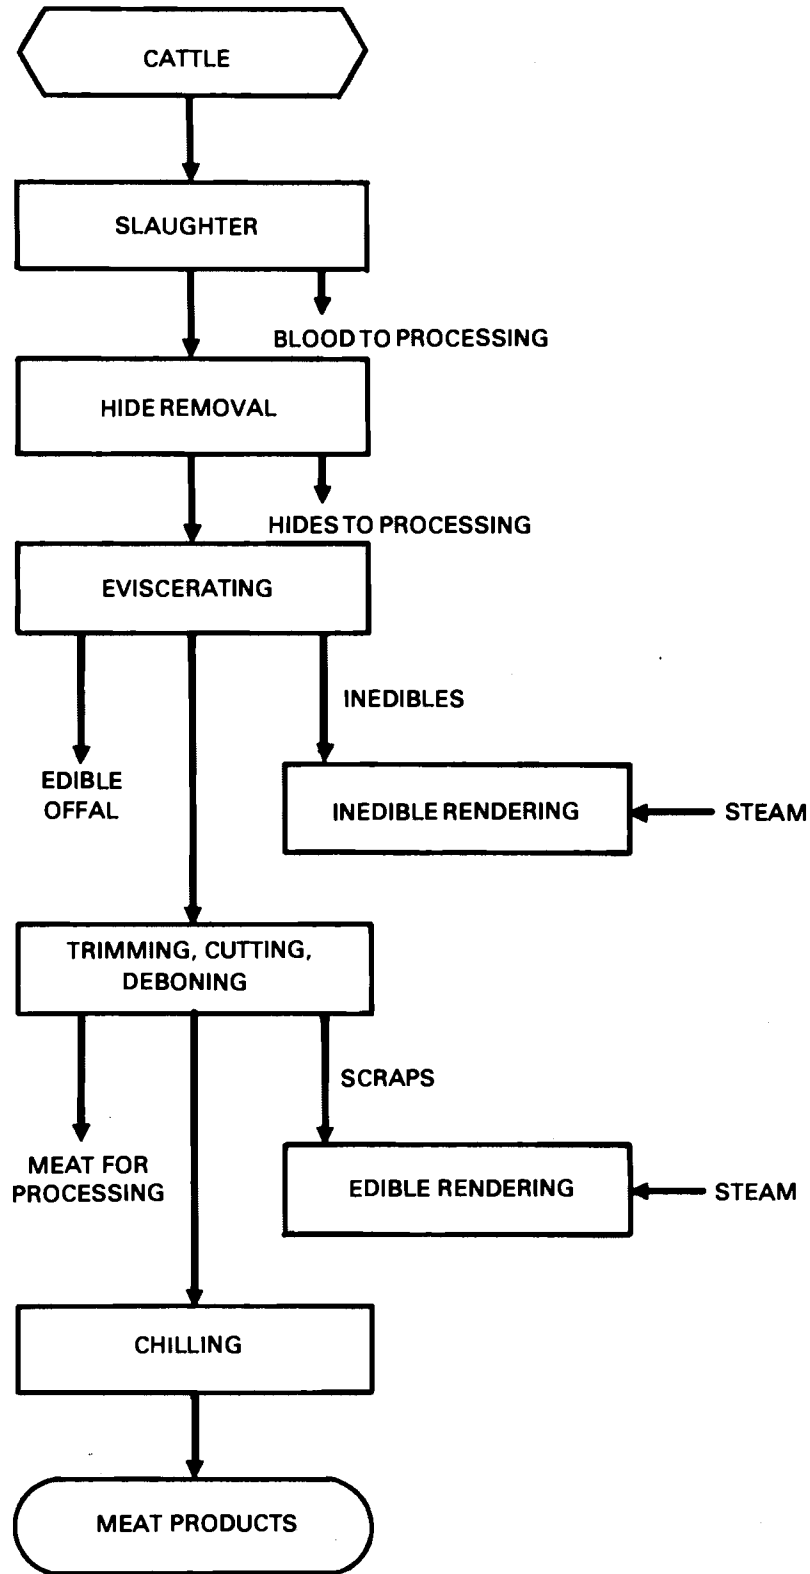 CATTLE
SLAUGHTER
BLOOD TO PROCESSING
HIDE REMOVAL
HIDES TO PROCESSING
EVISCERATING
INEDIBLES
EDIBLE
OFFAL
INEDIBLE RENDERING
STEAM
TRIMMING, CUTTING,
DEBONING
SCRAPS
MEAT FOR
PROCESSING
EDIBLE RENDERING
STEAM
CHILLING
MEAT PRODUCTS